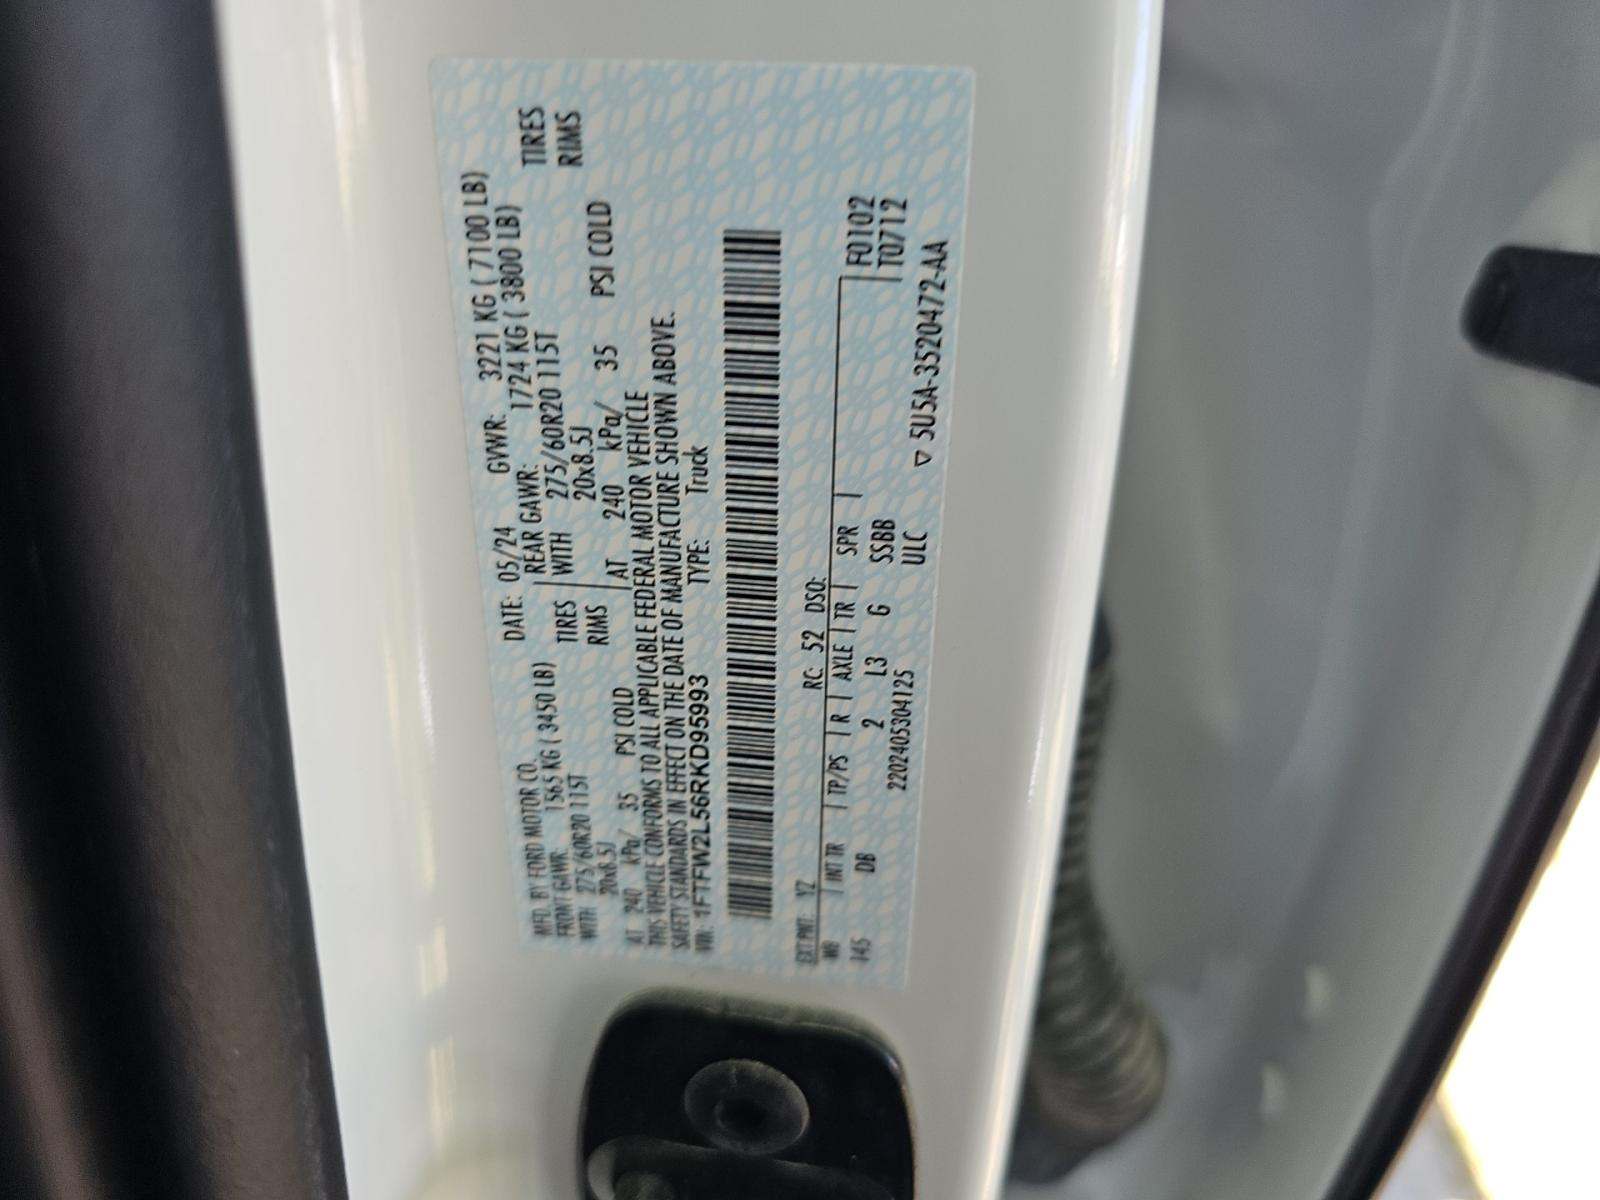 MFD. BY FORD MOTOR CO.
DATE: 05/24 GVWR: 3221 KG ( 7100 LB)
FRONT GAWR: 1565 KG ( 3450 LB) REAR GAWR: 1724 KG ( 3800 LB)
WITH 275/60R20 115T TIRES WITH 275/60R20 115T TIRES
20x8.5J RIMS 20x8.5J RIMS
AT 240 kPa/ 35 PSI COLD AT 240 kPa/ 35 PSI COLD
THIS VEHICLE CONFORMS TO ALL APPLICABLE FEDERAL MOTOR VEHICLE
SAFETY STANDARDS IN EFFECT ON THE DATE OF MANUFACTURE SHOWN ABOVE.
VIN: 1FTFW2L56RKD95993 TYPE: Truck
EXT PNT: YZ RC: 52 DSO:
WB INT TR TP/PS R AXLE TR SPR F0102
145 DB 2 L3 G SSBB T0712
2202405304125 ULC
▽ 5U5A-3520472-AA